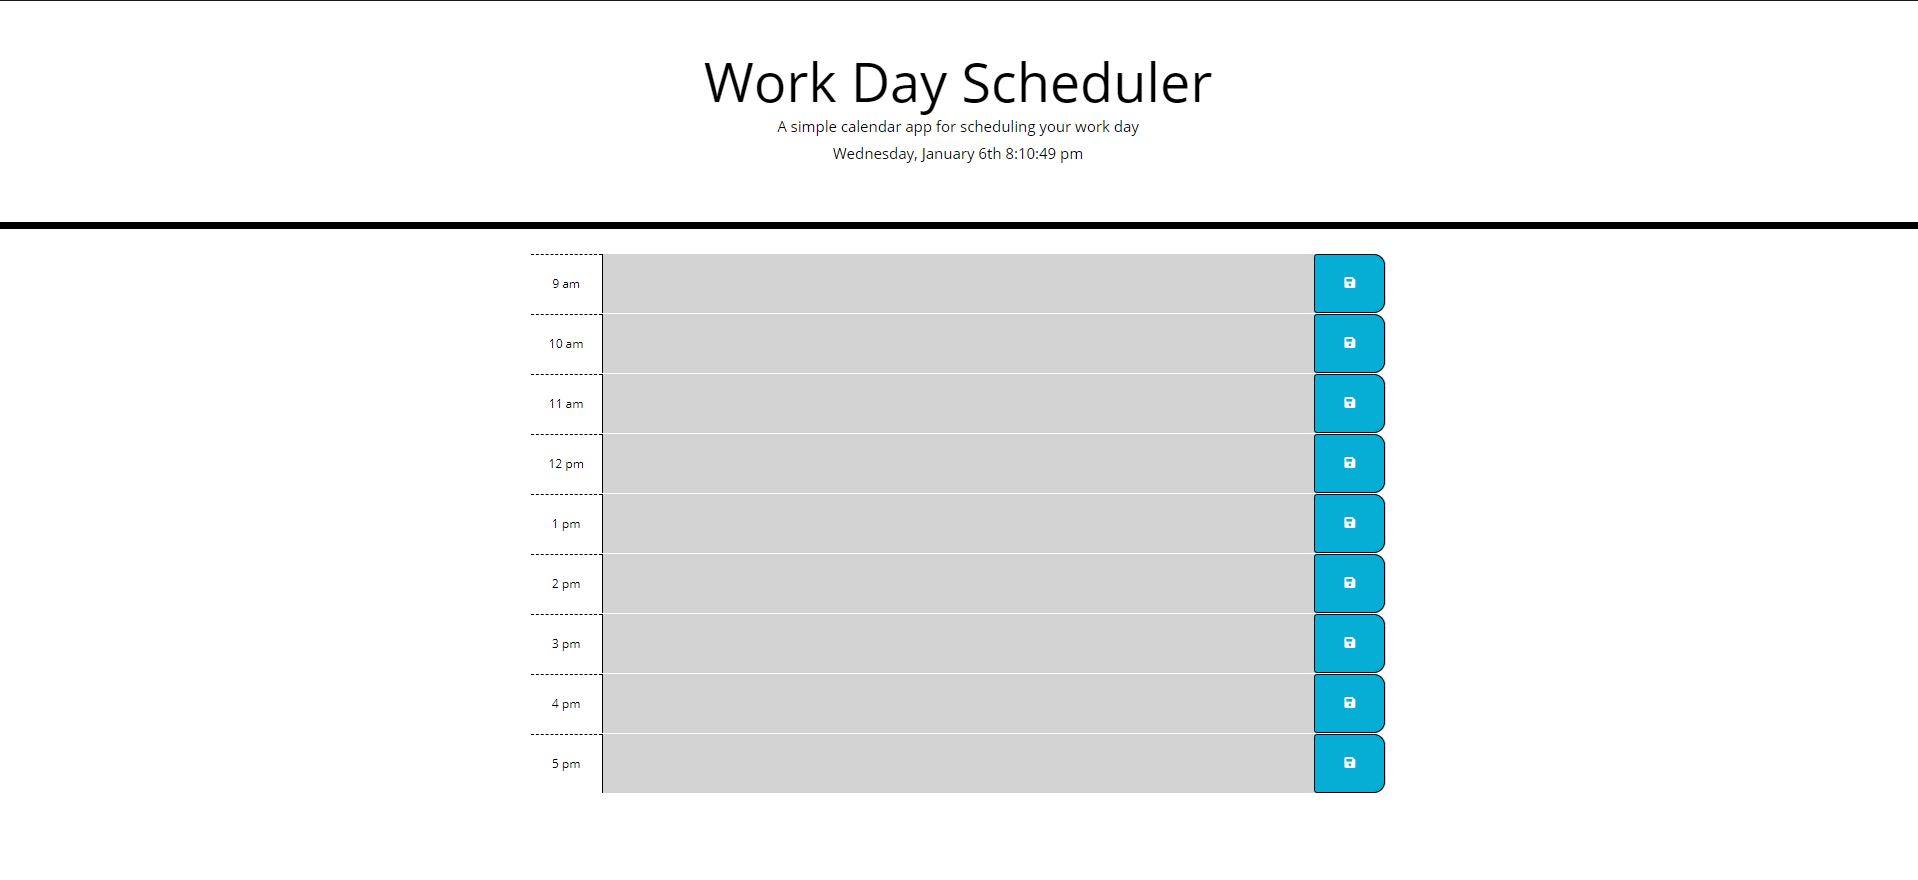 Work Day Scheduler
A simple calendar app for scheduling your work day
Wednesday, January 6th 8:10:49 pm
9 am
10 am
11 am
12 pm
1 pm
2 pm
3 pm
4 pm
5 pm